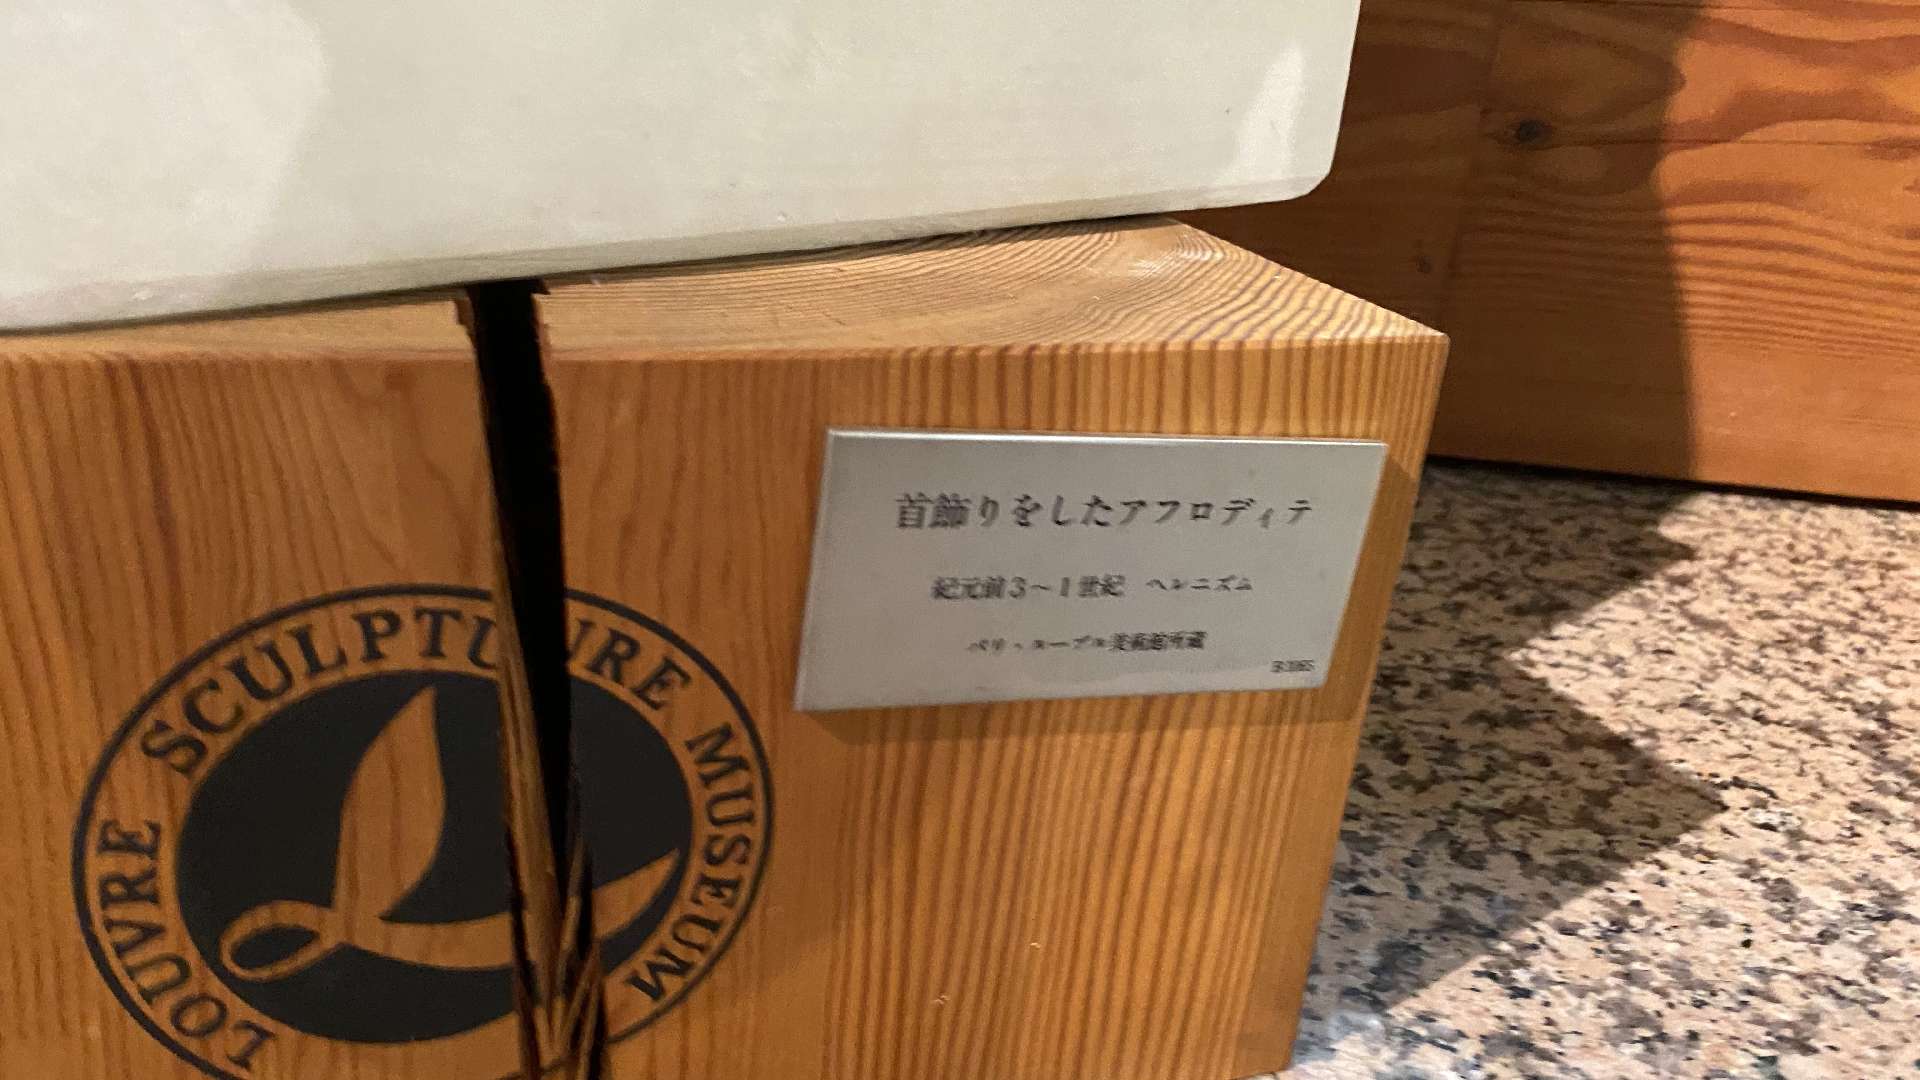 首飾りをしたアフロディテ
紀元前3～1世紀　ヘレニズム
パリ・ルーブル美術館所蔵
LOUVRE SCULPTURE MUSEUM